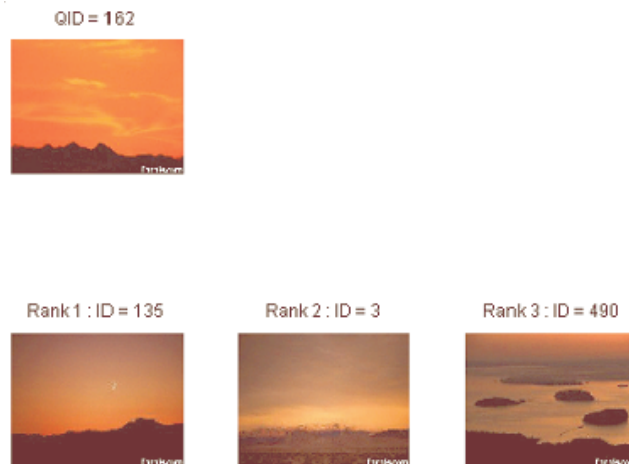 QID = 162
Rank 1 : ID = 135
Rank 2 : ID = 3
Rank 3 : ID = 490